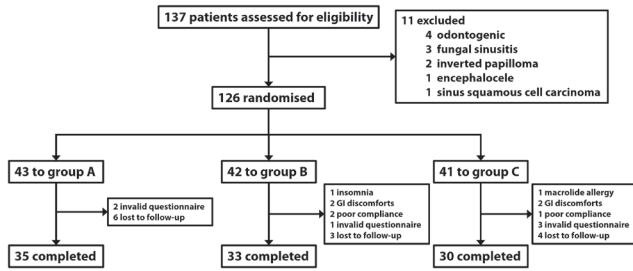 137 patients assessed for eligibility
11 excluded
4 odontogenic
3 fungal sinusitis
2 inverted papilloma
1 encephalocele
1 sinus squamous cell carcinoma
126 randomised
43 to group A
42 to group B
41 to group C
2 invalid questionnaire
6 lost to follow-up
1 insomnia
2 GI discomforts
2 poor compliance
1 invalid questionnaire
3 lost to follow-up
1 macrolide allergy
2 GI discomforts
1 poor compliance
3 invalid questionnaire
4 lost to follow-up
35 completed
33 completed
30 completed